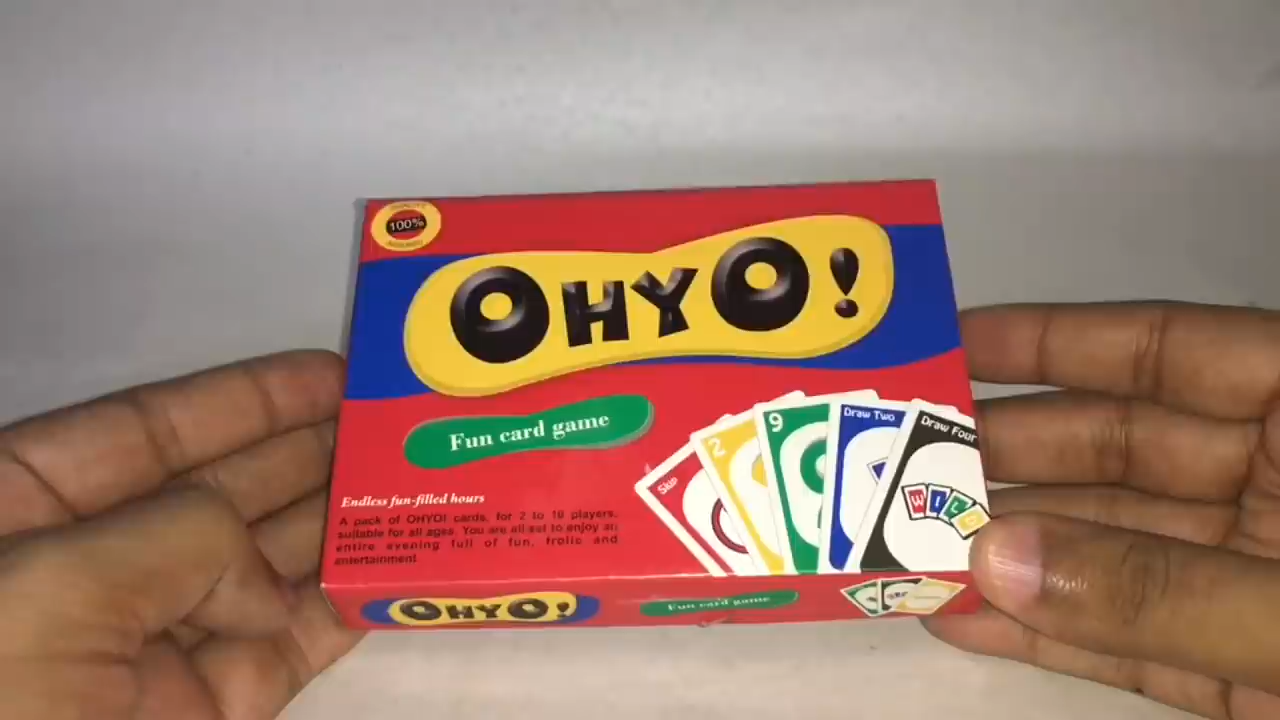 100%
OHYO!
Fun card game
Endless fun-filled hours
A pack of OHYO! cards, for 2 to 10 players,
suitable for all ages. You are all set to enjoy an
entire evening full of fun, frolic and
entertainment
Skip
2
9
Draw Two
Draw Four
WILD
OHYO!
Fun card game